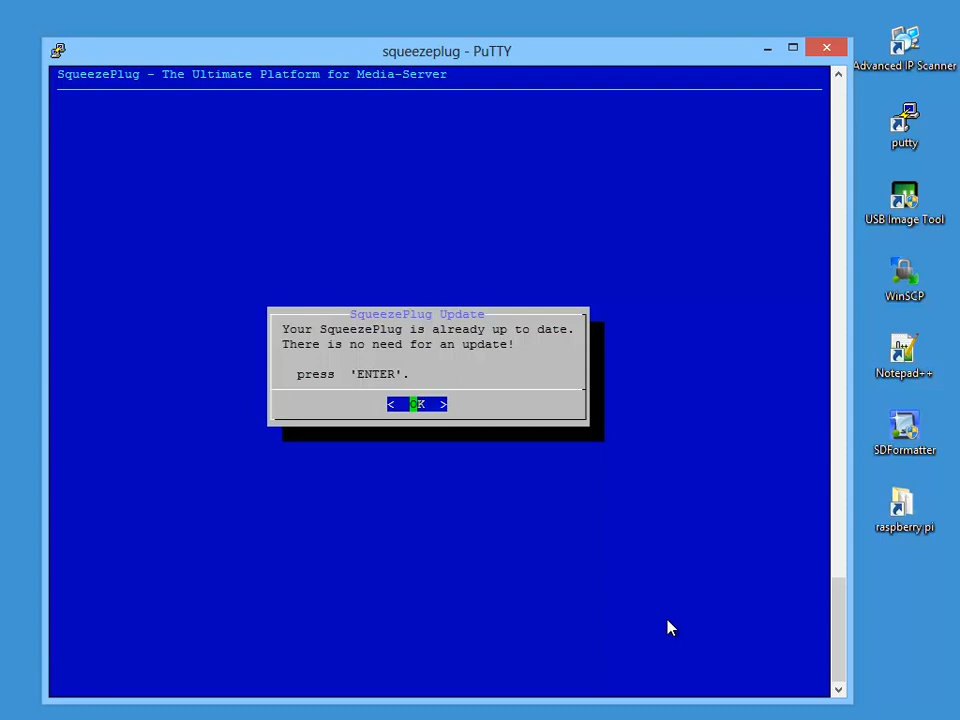 squeezeplug - PuTTY
SqueezePlug - The Ultimate Platform for Media-Server
SqueezePlug Update
Your SqueezePlug is already up to date.
There is no need for an update!
press 'ENTER'.
< OK >
Advanced IP Scanner
putty
USB Image Tool
WinSCP
Notepad++
SDFormatter
raspberry pi